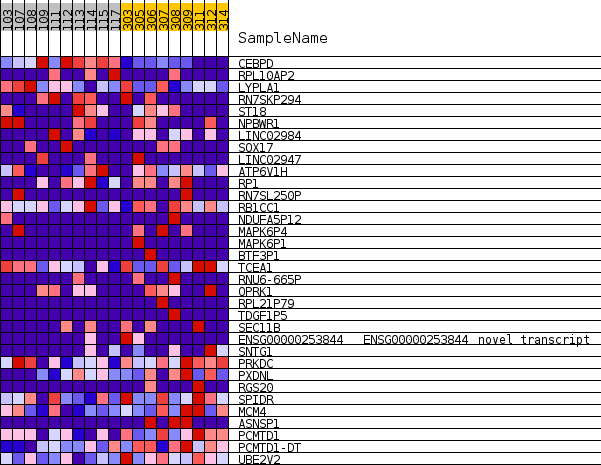 103 107 108 109 111 112 113 114 115 117 303 305 306 307 308 309 311 312 314
SampleName
CEBPD
RPL10AP2
LYPLA1
RN7SKP294
ST18
NPBWR1
LINC02984
SOX17
LINC02947
ATP6V1H
RP1
RN7SL250P
RB1CC1
NDUFA5P12
MAPK6P4
MAPK6P1
BTF3P1
TCEA1
RNU6-665P
OPRK1
RPL21P79
TDGF1P5
SEC11B
ENSG00000253844 ENSG00000253844 novel transcript
SNTG1
PRKDC
PXDNL
RGS20
SPIDR
MCM4
ASNSP1
PCMTD1
PCMTD1-DT
UBE2V2